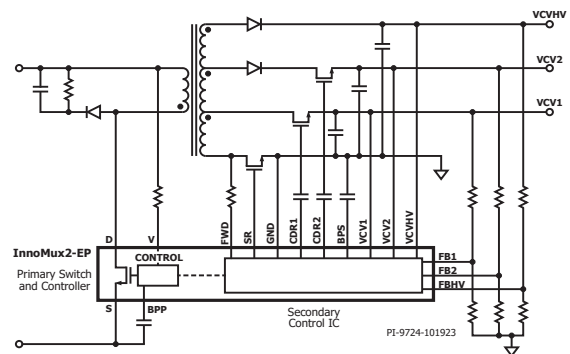 VCVHV
VCV2
VCV1
FWD
SR
GND
CDR1
CDR2
BPS
VCV1
VCV2
VCVHV
D
V
InnoMux2-EP
CONTROL
FB1
Primary Switch
and Controller
FB2
FBHV
S
BPP
Secondary
Control IC
PI-9724-101923